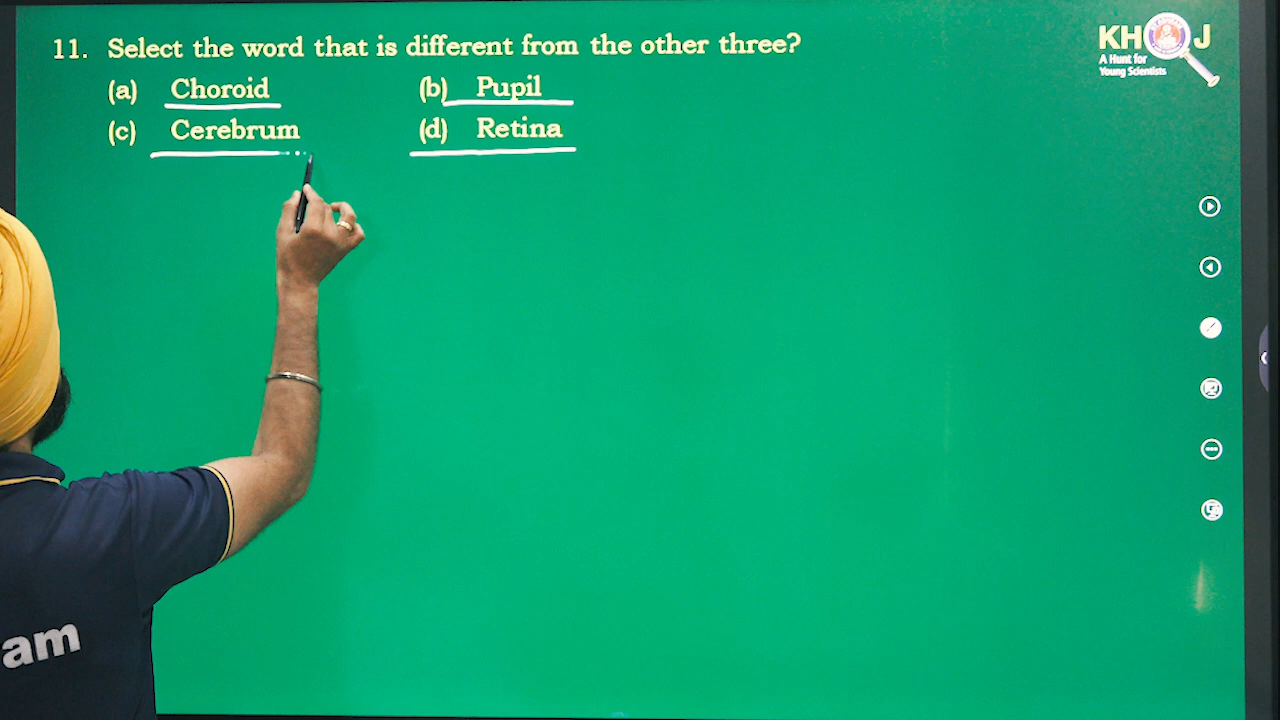 11. Select the word that is different from the other three?
(a) Choroid (b) Pupil
(c) Cerebrum (d) Retina
KHOJ
A Hunt for
Young Scientists
am